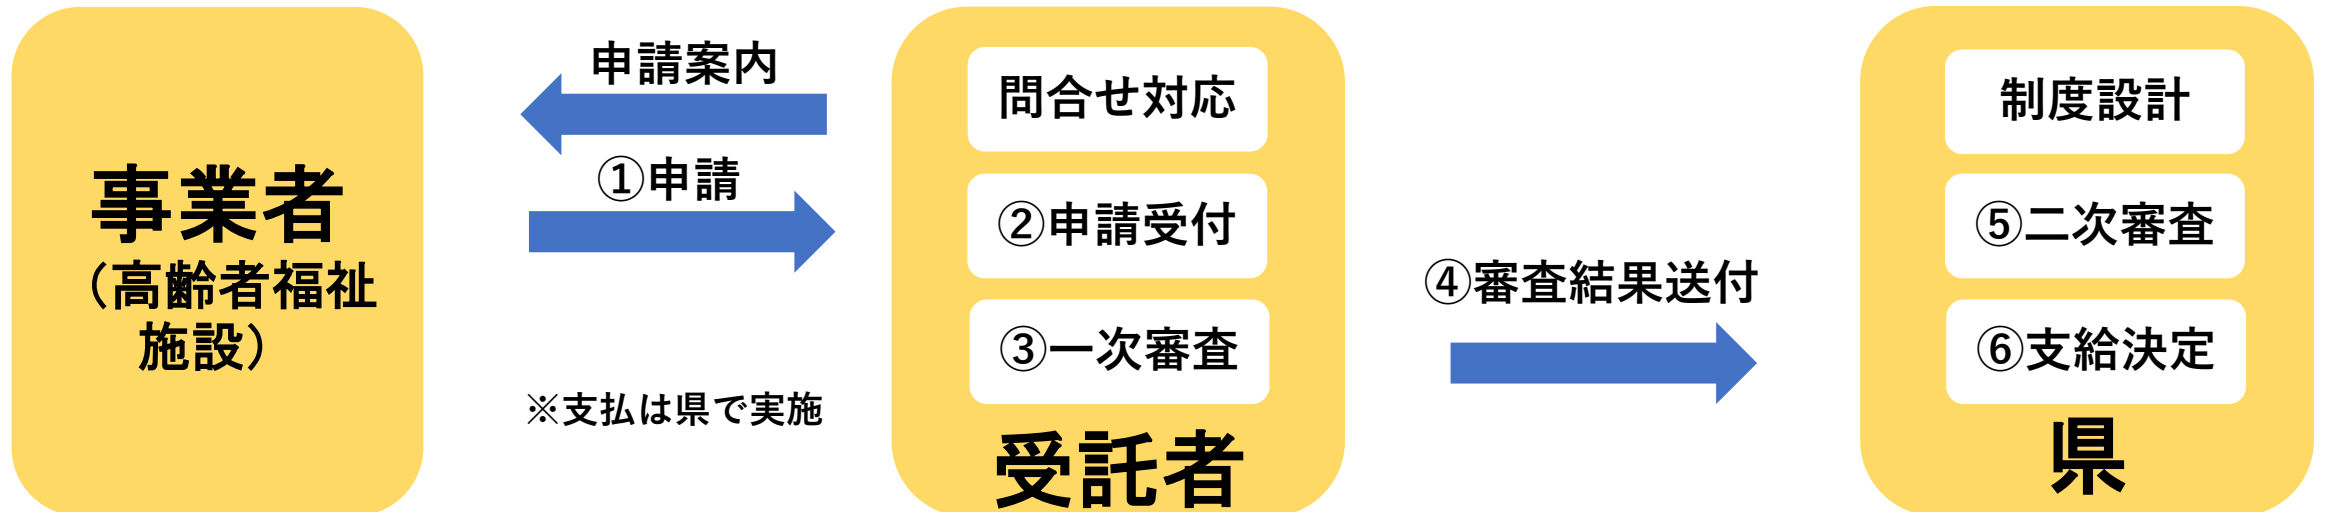 事業者
（高齢者福祉
施設）
申請案内
①申請
※支払は県で実施
問合せ対応
②申請受付
③一次審査
受託者
④審査結果送付
制度設計
⑤二次審査
⑥支給決定
県